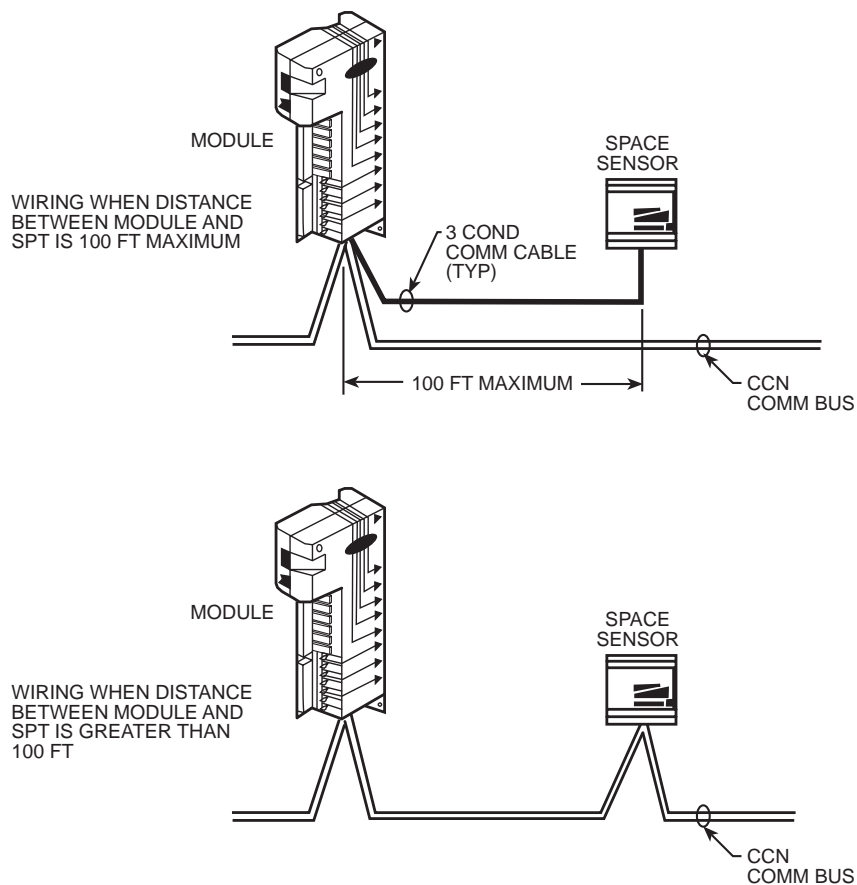 MODULE
SPACE
SENSOR
WIRING WHEN DISTANCE
BETWEEN MODULE AND
SPT IS 100 FT MAXIMUM
3 COND
COMM CABLE
(TYP)
100 FT MAXIMUM
CCN
COMM BUS
MODULE
SPACE
SENSOR
WIRING WHEN DISTANCE
BETWEEN MODULE AND
SPT IS GREATER THAN
100 FT
CCN
COMM BUS